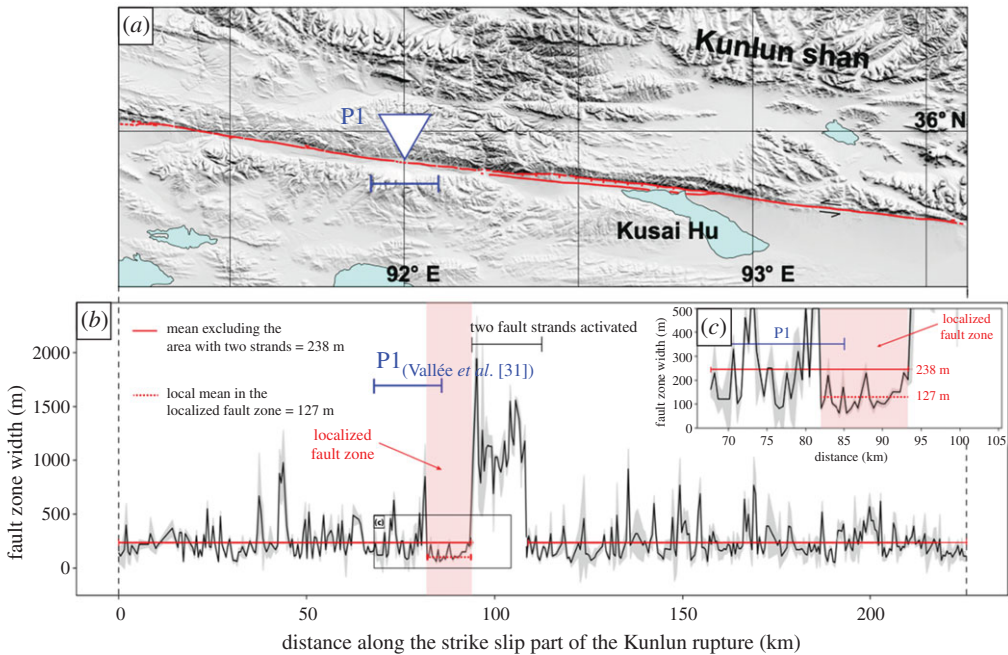 (a)
Kunlun shan
P1
36° N
Kusai Hu
92° E
93° E
(b)
mean excluding the
area with two strands = 238 m
local mean in the
localized fault zone = 127 m
two fault strands activated
P1(Vallée et al. [31])
localized
fault zone
(c)
2000
1500
1000
500
0
fault zone width (m)
0
50
100
150
200
distance along the strike slip part of the Kunlun rupture (km)
(c)
500
400
300
200
100
0
fault zone width (m)
P1
localized
fault zone
238 m
127 m
70
75
80
85
90
95
100
105
distance (km)